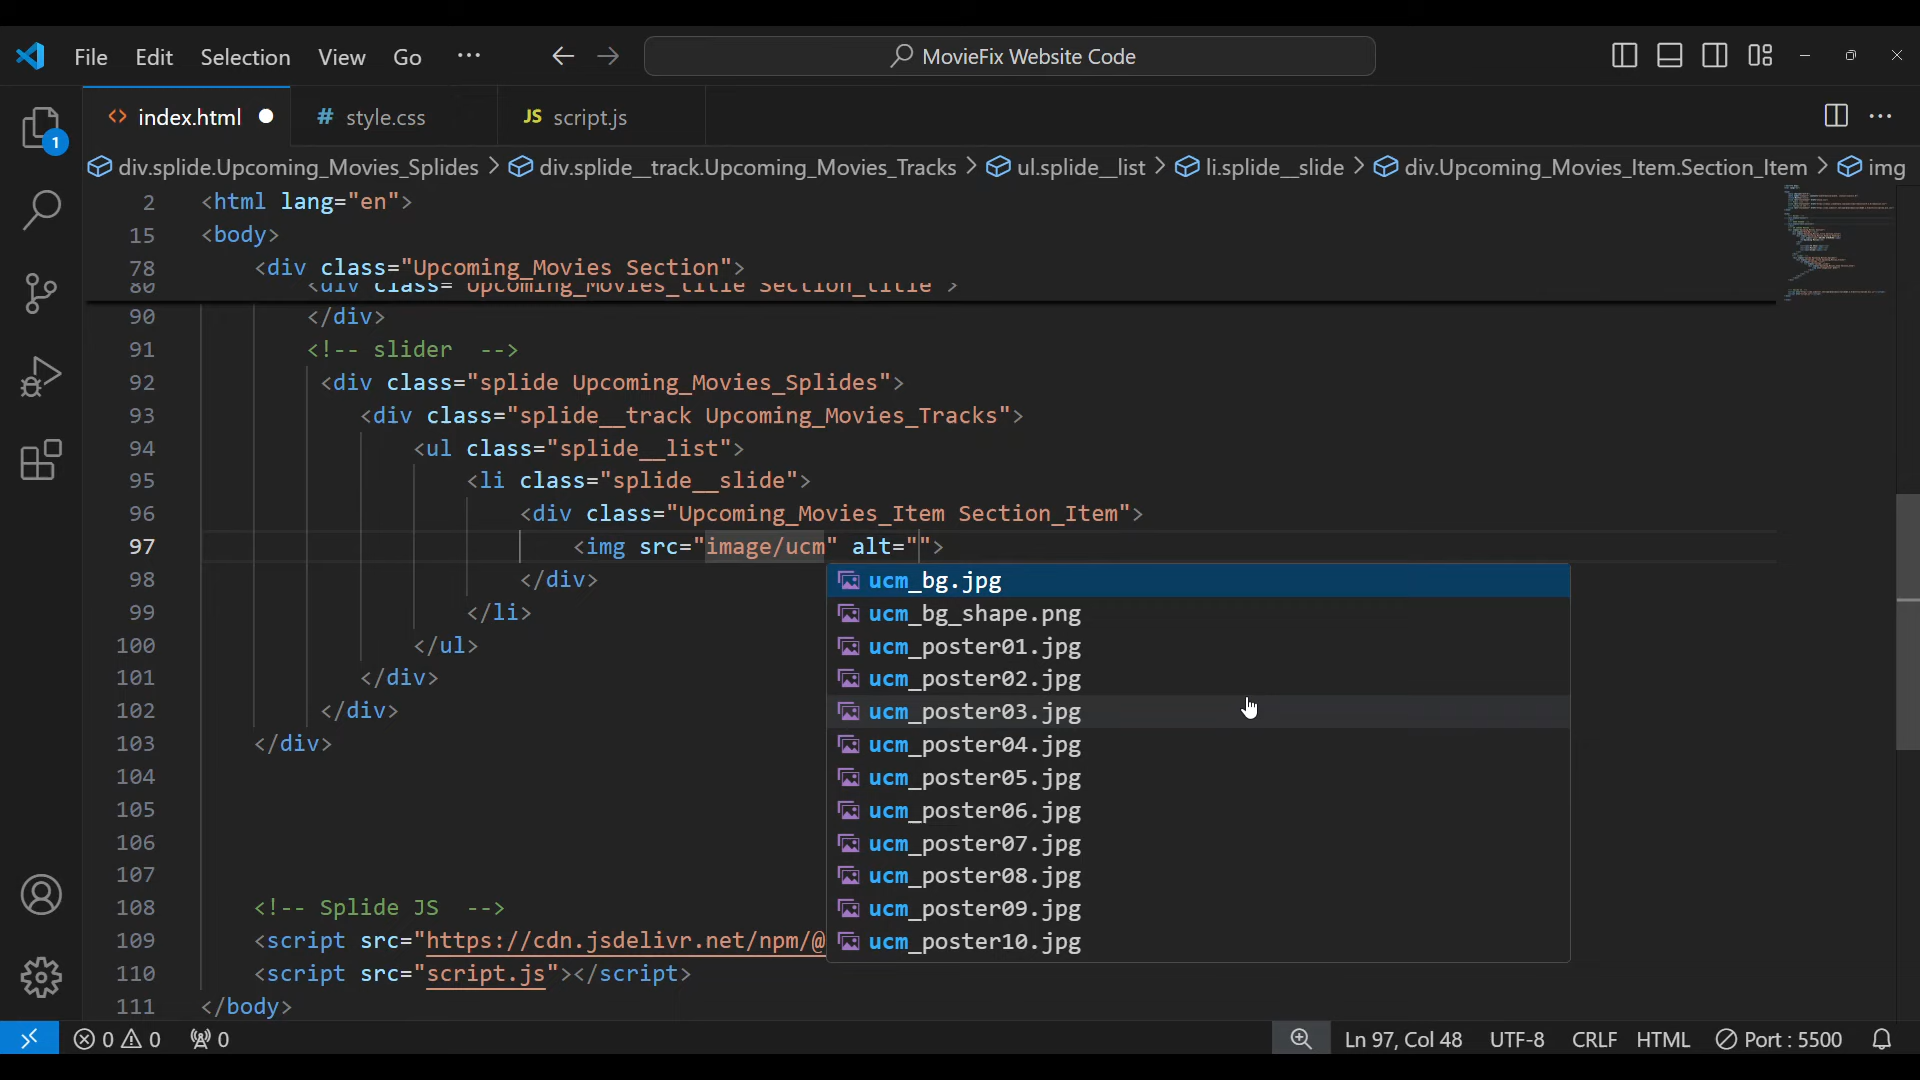 File Edit Selection View Go ··· MovieFix Website Code
index.html # style.css JS script.js
1
div.splide.Upcoming_Movies_Splides > div.splide__track.Upcoming_Movies_Tracks > ul.splide__list > li.splide__slide > div.Upcoming_Movies_Item.Section_Item > img
2 <html lang="en">
15 <body>
78 <div class="Upcoming_Movies Section">
80 <div class="Upcoming_Movies_title Section_title">
90 </div>
91 <!-- slider -->
92 <div class="splide Upcoming_Movies_Splides">
93 <div class="splide__track Upcoming_Movies_Tracks">
94 <ul class="splide__list">
95 <li class="splide__slide">
96 <div class="Upcoming_Movies_Item Section_Item">
97 <img src="image/ucm" alt="">
98 </div>
ucm_bg.jpg
99 </li>
ucm_bg_shape.png
100 </ul>
ucm_poster01.jpg
101 </div>
ucm_poster02.jpg
102 </div>
ucm_poster03.jpg
103 </div>
ucm_poster04.jpg
104
ucm_poster05.jpg
105
ucm_poster06.jpg
106
ucm_poster07.jpg
107
ucm_poster08.jpg
108 <!-- Splide JS -->
ucm_poster09.jpg
109 <script src="https://cdn.jsdelivr.net/npm/@
ucm_poster10.jpg
110 <script src="script.js"></script>
111 </body>
0 0 0 Ln 97, Col 48 UTF-8 CRLF HTML Port : 5500